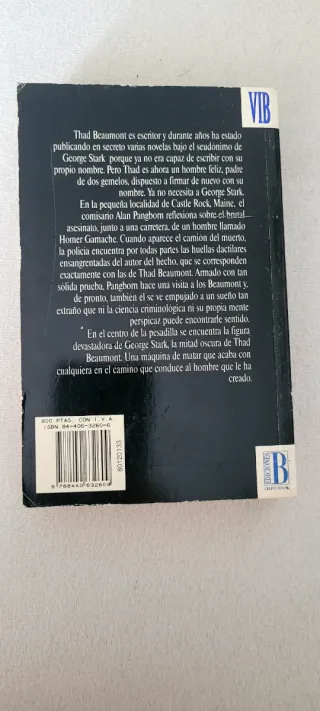 VIB
Thad Beaumont es escritor y durante años ha estado
publicando en secreto varias novelas bajo el seudónimo de
George Stark porque ya no era capaz de escribir con su
propio nombre. Pero Thad es ahora un hombre feliz, padre
de dos gemelos, dispuesto a firmar de nuevo con su
nombre. Ya no necesita a George Stark.
En la pequeña localidad de Castle Rock, Maine, el
comisario Alan Pangborn reflexiona sobre el brutal
asesinato, junto a una carretera, de un hombre llamado
Homer Gamache. Cuando aparece el camión del muerto,
la policía encuentra por todas partes las huellas dactilares
ensangrentadas del autor del hecho, que se corresponden
exactamente con las de Thad Beaumont. Armado con tan
sólida prueba, Pangborn hace una visita a los Beaumont y,
de pronto, también él se ve empujado a un sueño tan
extraño que ni la ciencia criminológica ni su propia mente
perspicaz puede encontrarle sentido.
En el centro de la pesadilla se encuentra la figura
devastadora de George Stark, la mitad oscura de Thad
Beaumont. Una máquina de matar que acaba con
cualquiera en el camino que conduce al hombre que le ha
creado.
800 PTAS. CON I.V.A.
ISBN 84-406-3260-6
9 788440 632609
80120133
EDICIONES
B